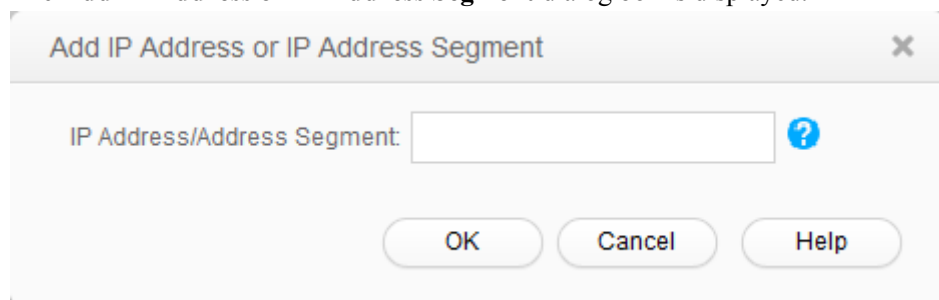 Add IP Address or IP Address Segment
IP Address/Address Segment:
OK Cancel Help